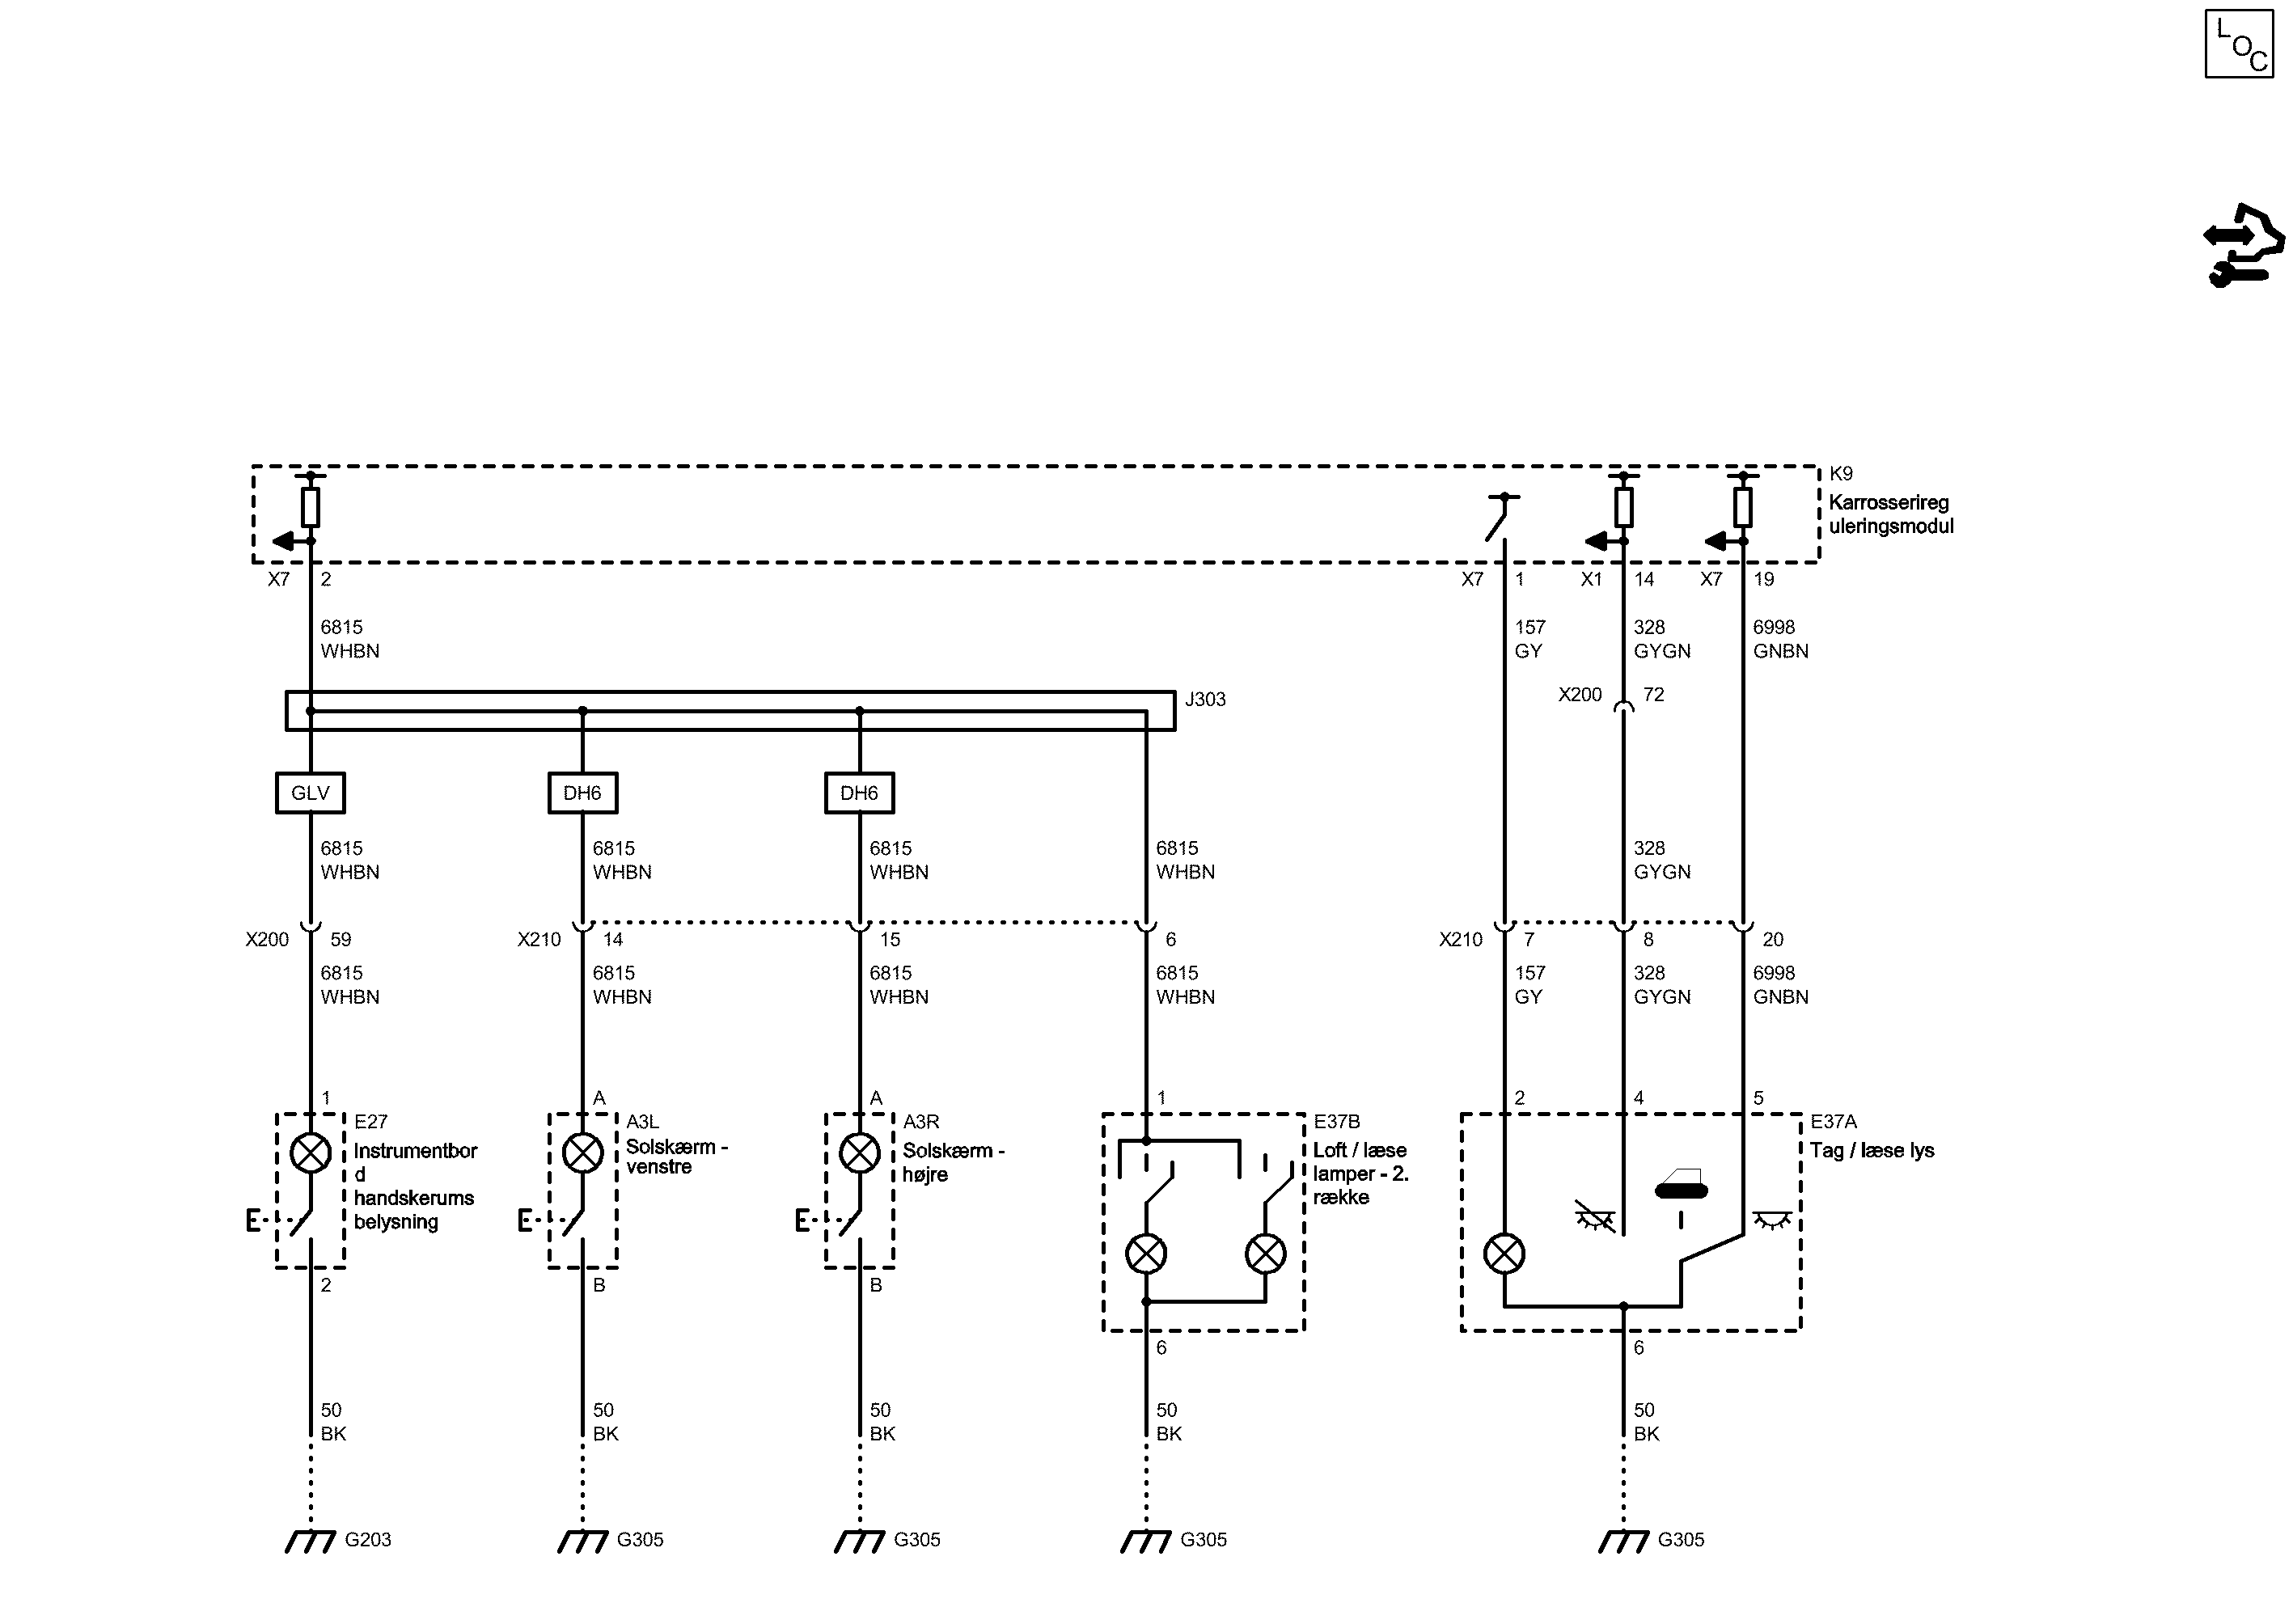 L
O
C
K9
Karrosserireg
uleringsmodul
X7 2
X7 1
X1 14
X7 19
6815
WHBN
157
GY
328
GYGN
6998
GNBN
X200 72
J303
GLV
DH6
DH6
6815
WHBN
6815
WHBN
6815
WHBN
6815
WHBN
328
GYGN
X200 59
X210 14
15
6
X210 7
8
20
6815
WHBN
6815
WHBN
6815
WHBN
6815
WHBN
157
GY
328
GYGN
6998
GNBN
1
A
A
1
2
4
5
E27
Instrumentbor
d
handskerums
belysning
A3L
Solskærm -
venstre
A3R
Solskærm -
højre
E37B
Loft / læse
lamper - 2.
række
E37A
Tag / læse lys
2
B
B
6
6
50
BK
50
BK
50
BK
50
BK
50
BK
G203
G305
G305
G305
G305